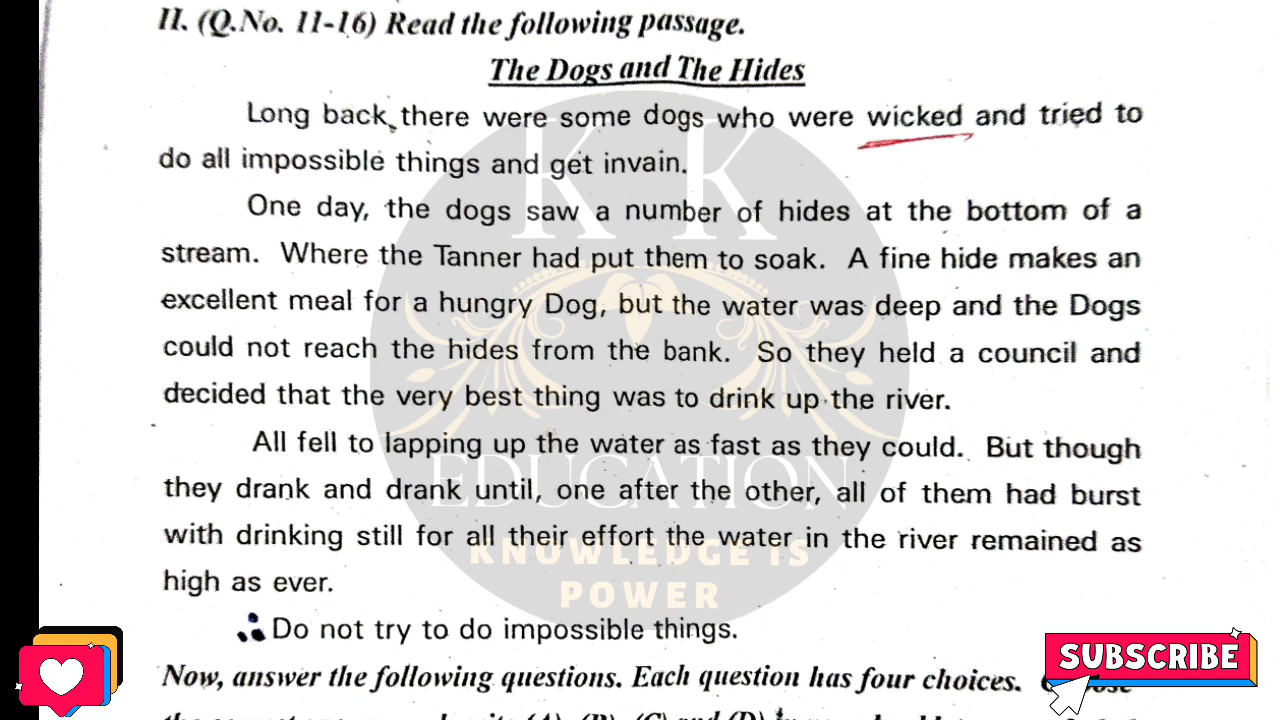 II. (Q.No. 11-16) Read the following passage.
The Dogs and The Hides
Long back, there were some dogs who were wicked and tried to
do all impossible things and get invain.
One day, the dogs saw a number of hides at the bottom of a
stream. Where the Tanner had put them to soak. A fine hide makes an
excellent meal for a hungry Dog, but the water was deep and the Dogs
could not reach the hides from the bank. So they held a council and
decided that the very best thing was to drink up the river.
All fell to lapping up the water as fast as they could. But though
they drank and drank until, one after the other, all of them had burst
with drinking still for all their effort the water in the river remained as
high as ever.
∴ Do not try to do impossible things.
Now, answer the following questions. Each question has four choices.
(A), (B), (C) and (D)
K K
EDUCATION
KNOWLEDGE IS
POWER
SUBSCRIBE